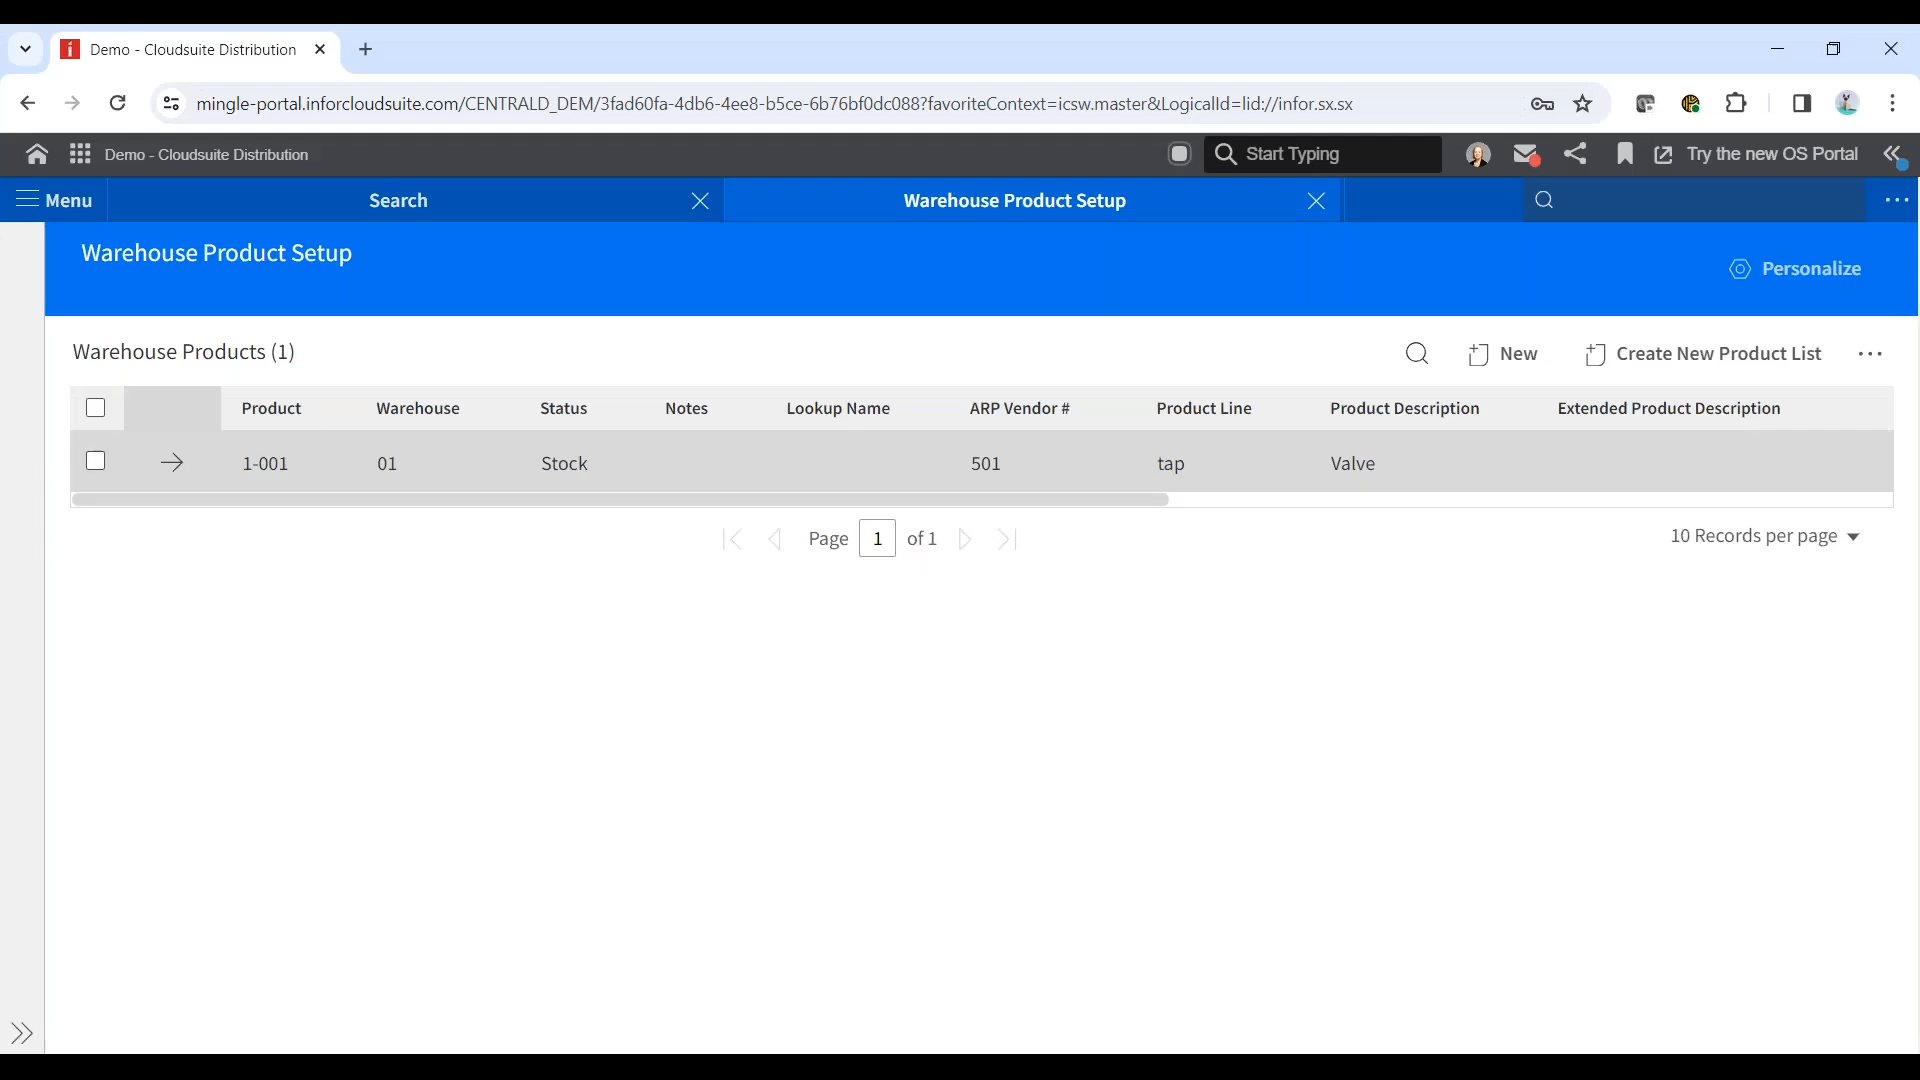 Demo - Cloudsuite Distribution
mingle-portal.inforcloudsuite.com/CENTRALD_DEM/3fad60fa-4db6-4ee8-b5ce-6b76bf0dc088?favoriteContext=icsw.master&LogicalId=lid://infor.sx.sx
Demo - Cloudsuite Distribution Start Typing Try the new OS Portal
Menu Search Warehouse Product Setup
Warehouse Product Setup
Personalize
Warehouse Products (1) New Create New Product List
Product Warehouse Status Notes Lookup Name ARP Vendor # Product Line Product Description Extended Product Description
1-001 01 Stock 501 tap Valve
Page 1 of 1 10 Records per page